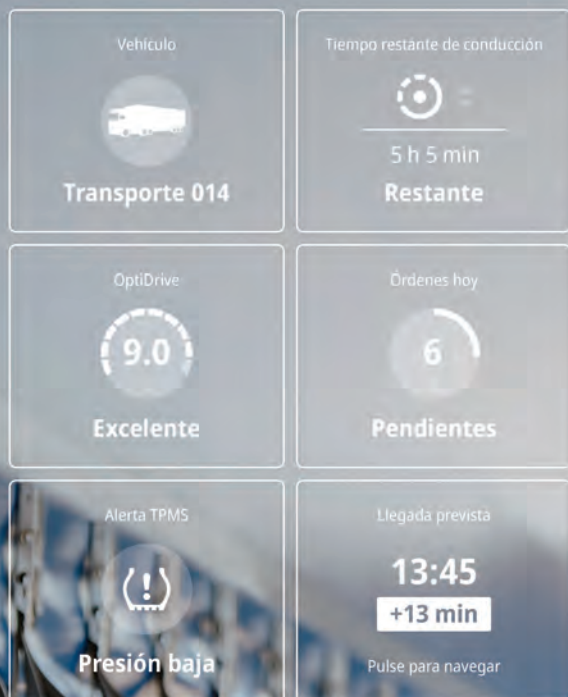 Vehículo
Transporte 014
Tiempo restante de conducción
5 h 5 min
Restante
OptiDrive
9.0
Excelente
Órdenes hoy
6
Pendientes
Alerta TPMS
Presión baja
Llegada prevista
13:45
+13 min
Pulse para navegar